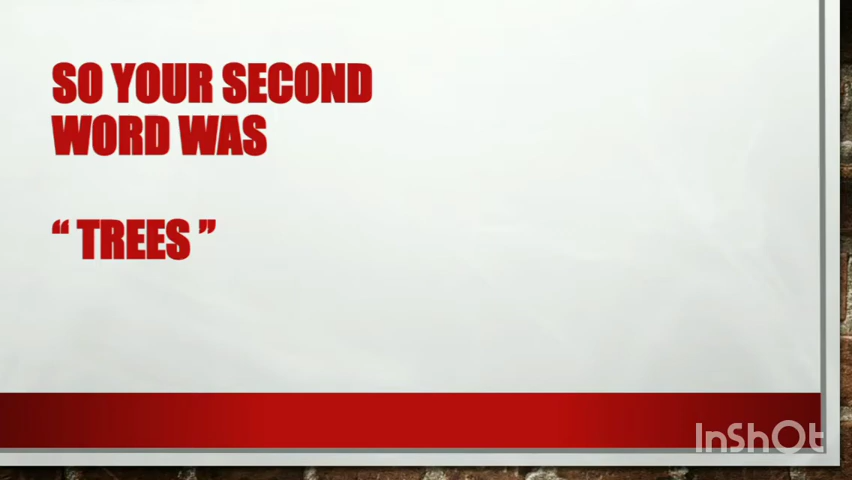 SO YOUR SECOND
WORD WAS
“ TREES ”
InShOt